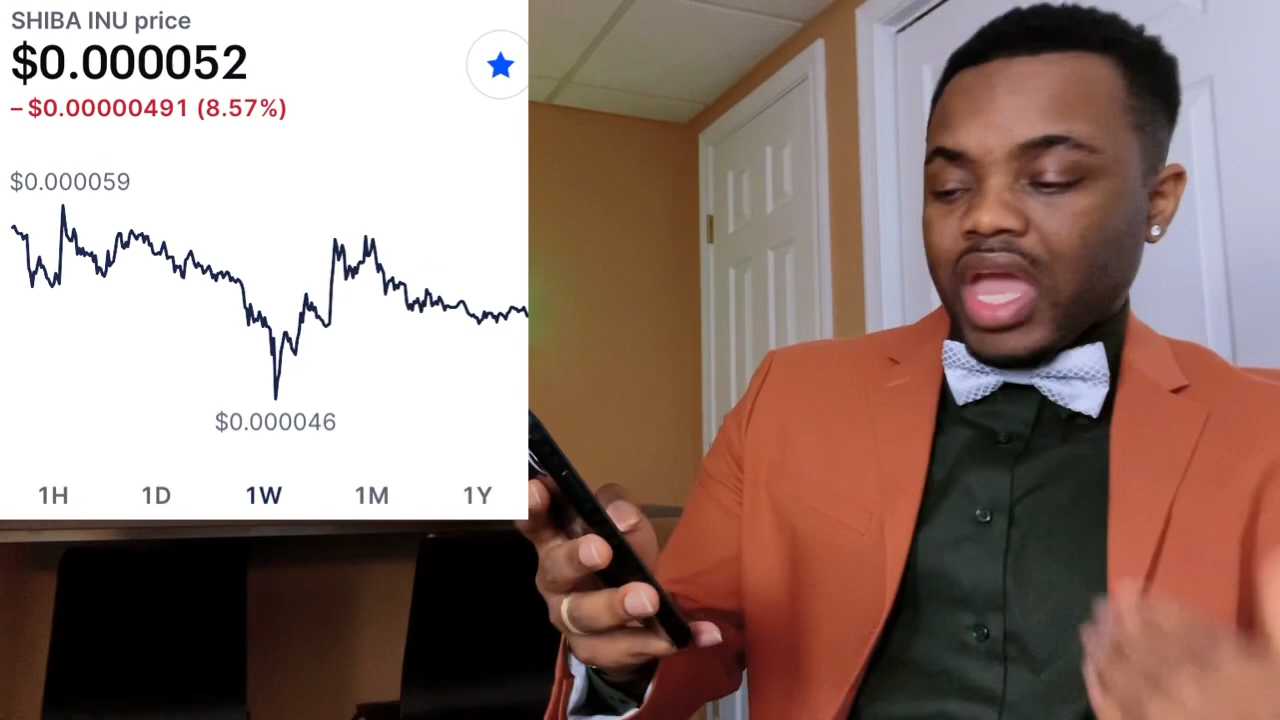 SHIBA INU price
$0.000052
– $0.00000491 (8.57%)
$0.000059
$0.000046
1H 1D 1W 1M 1Y